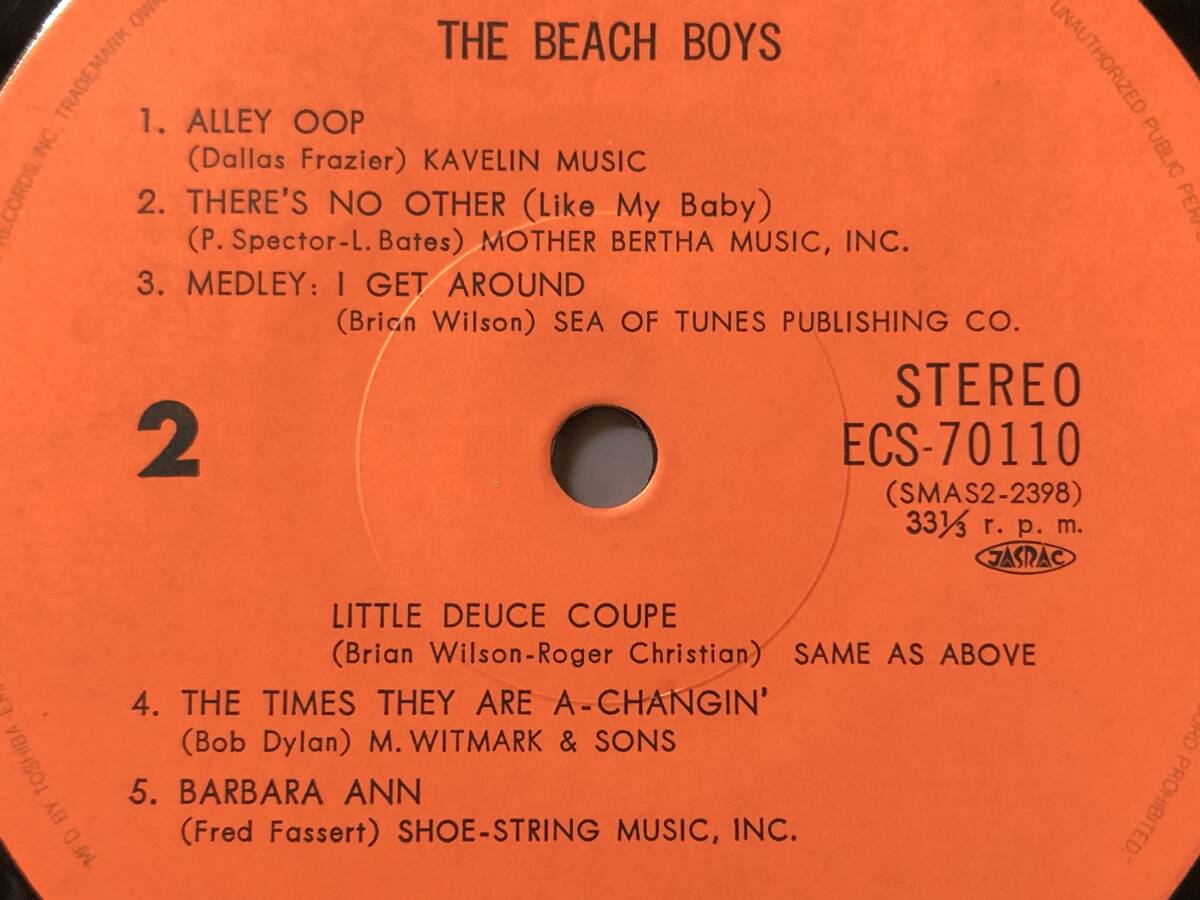 THE BEACH BOYS
1. ALLEY OOP
(Dallas Frazier) KAVELIN MUSIC
2. THERE'S NO OTHER (Like My Baby)
(P. Spector-L. Bates) MOTHER BERTHA MUSIC, INC.
3. MEDLEY: I GET AROUND
(Brian Wilson) SEA OF TUNES PUBLISHING CO.
2
STEREO
ECS-70110
(SMAS2-2398)
33⅓ r. p. m.
JASRAC
LITTLE DEUCE COUPE
(Brian Wilson-Roger Christian) SAME AS ABOVE
4. THE TIMES THEY ARE A-CHANGIN'
(Bob Dylan) M. WITMARK & SONS
5. BARBARA ANN
(Fred Fassert) SHOE-STRING MUSIC, INC.
"MF'D BY TOSHIBA-EMI
RECORDS, INC., TRADEMARK
UNAUTHORIZED PUBLIC
PROHIBITED."